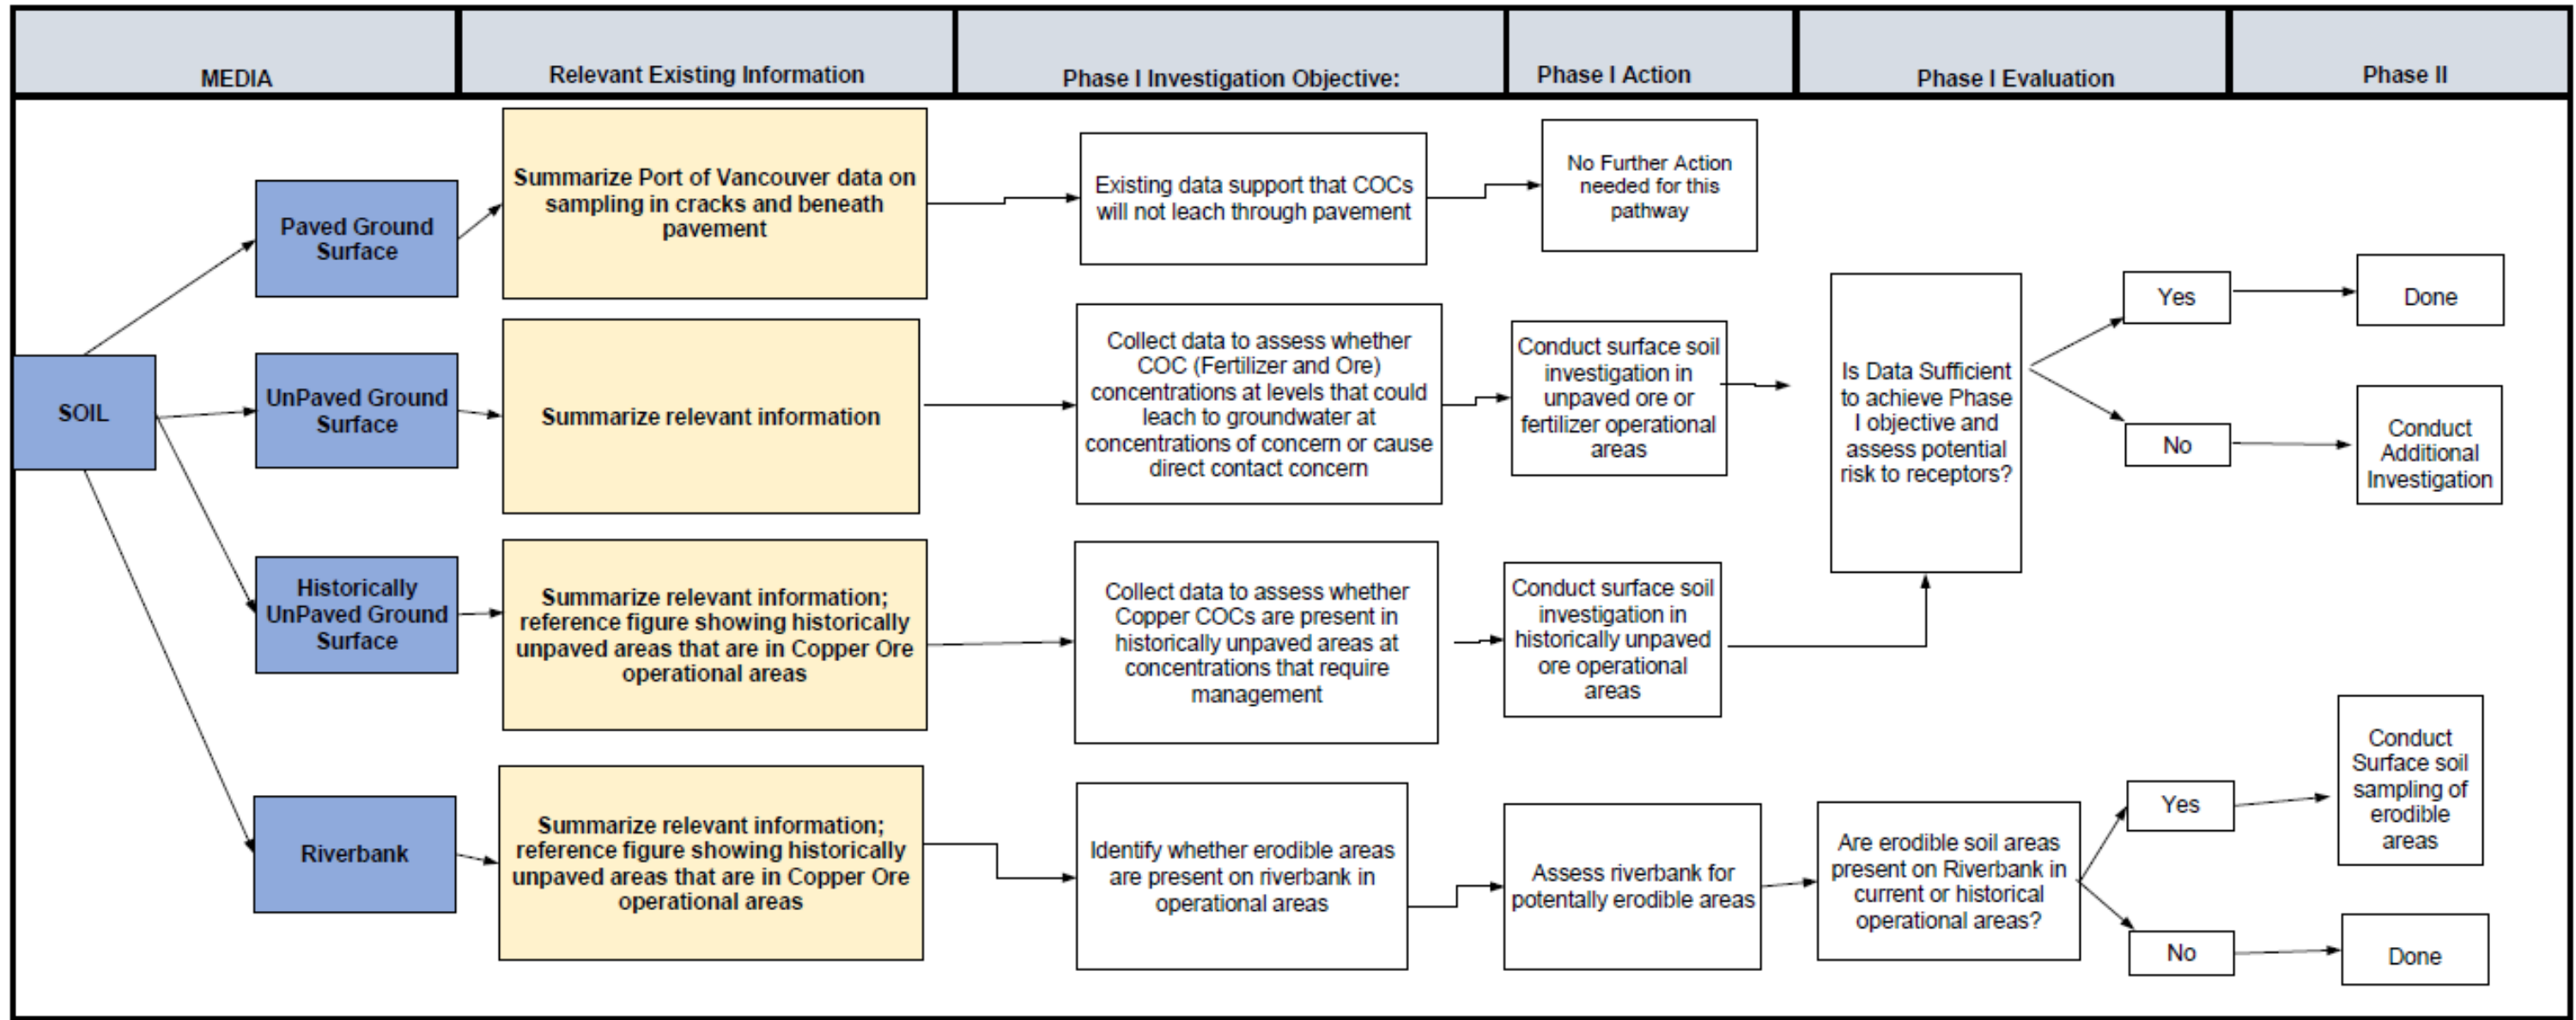 MEDIA
Relevant Existing Information
Phase I Investigation Objective:
Phase I Action
Phase I Evaluation
Phase II
SOIL
Paved Ground
Surface
Summarize Port of Vancouver data on
sampling in cracks and beneath
pavement
Existing data support that COCs
will not leach through pavement
No Further Action
needed for this
pathway
UnPaved Ground
Surface
Summarize relevant information
Collect data to assess whether
COC (Fertilizer and Ore)
concentrations at levels that could
leach to groundwater at
concentrations of concern or cause
direct contact concern
Conduct surface soil
investigation in
unpaved ore or
fertilizer operational
areas
Is Data Sufficient
to achieve Phase
I objective and
assess potential
risk to receptors?
Yes
Done
No
Conduct
Additional
Investigation
Historically
UnPaved Ground
Surface
Summarize relevant information;
reference figure showing historically
unpaved areas that are in Copper Ore
operational areas
Collect data to assess whether
Copper COCs are present in
historically unpaved areas at
concentrations that require
management
Conduct surface soil
investigation in
historically unpaved
ore operational
areas
Riverbank
Summarize relevant information;
reference figure showing historically
unpaved areas that are in Copper Ore
operational areas
Identify whether erodible areas
are present on riverbank in
operational areas
Assess riverbank for
potentially erodible areas
Are erodible soil areas
present on Riverbank in
current or historical
operational areas?
Yes
Conduct
Surface soil
sampling of
erodible
areas
No
Done